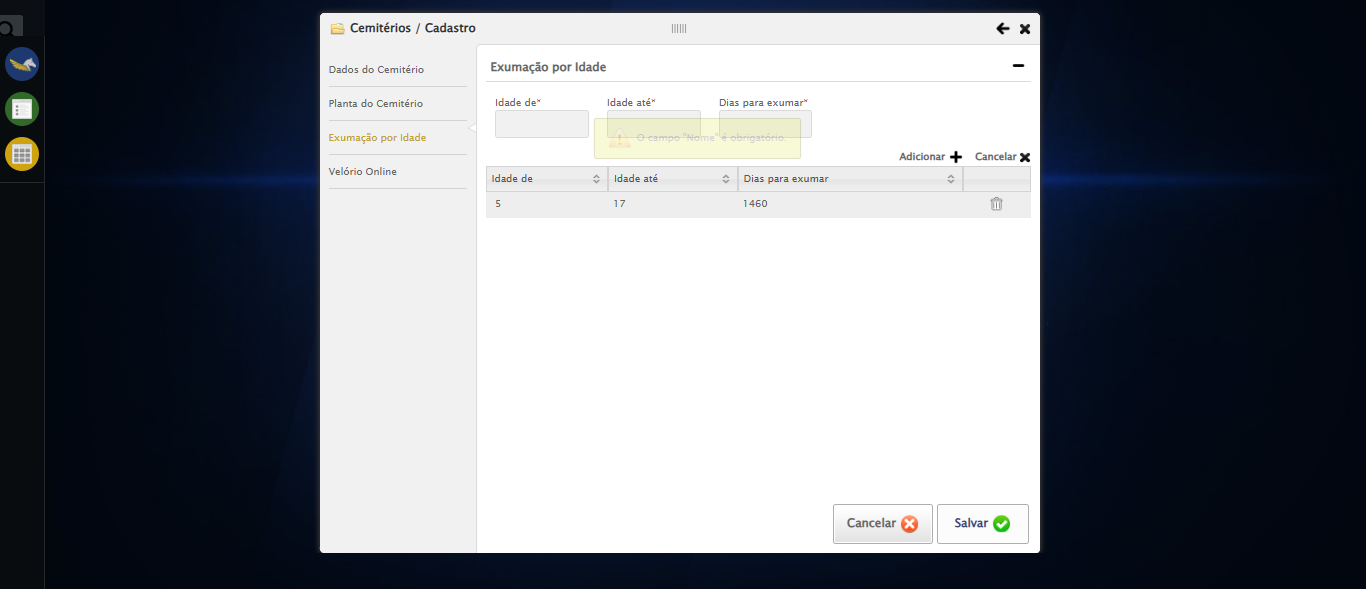 Cemitérios / Cadastro
Dados do Cemitério
Planta do Cemitério
Exumação por Idade
Velório Online
Exumação por Idade
Idade de* Idade até* Dias para exumar*
O campo "Nome" é obrigatório.
Adicionar Cancelar
Idade de Idade até Dias para exumar
5 17 1460
Cancelar Salvar